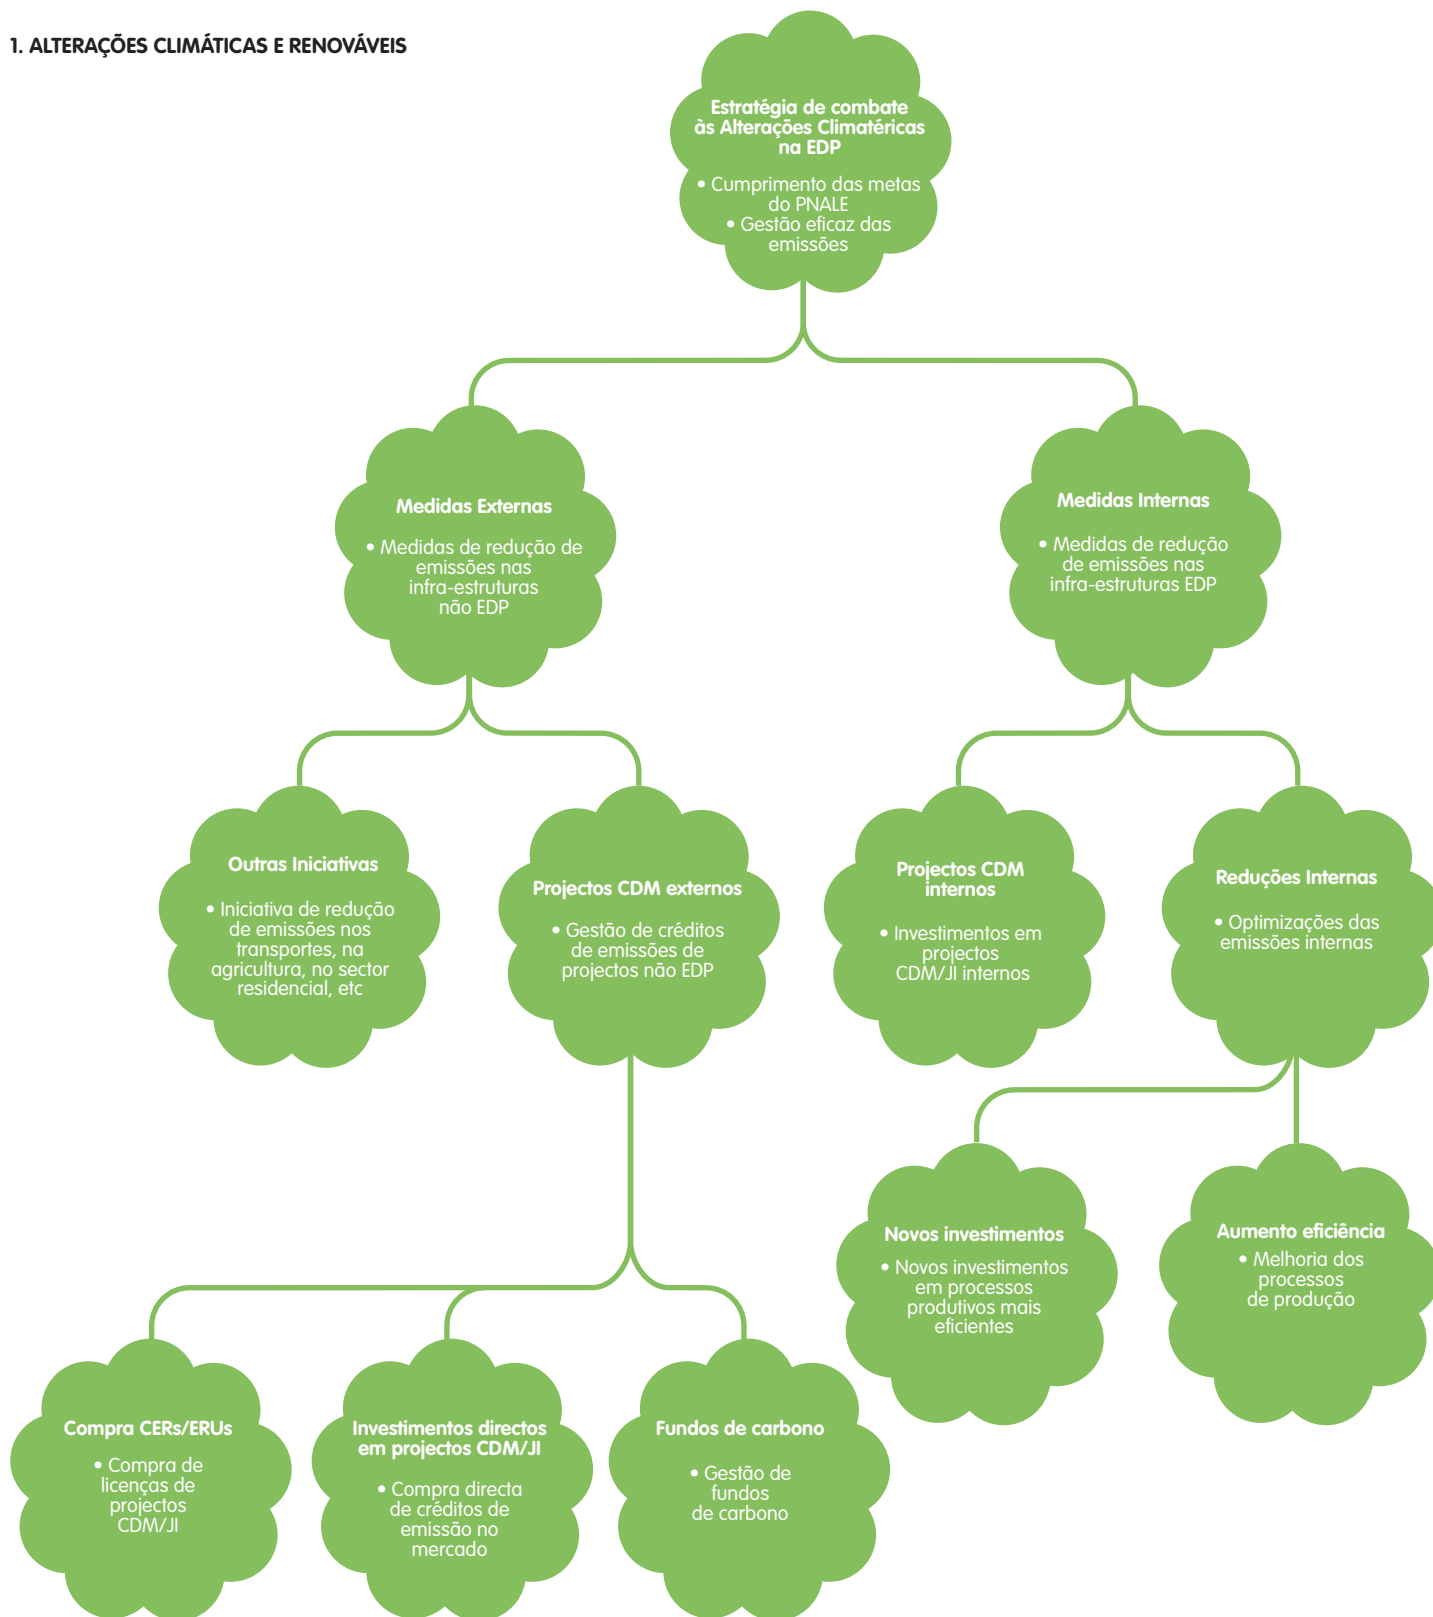 1. ALTERAÇÕES CLIMÁTICAS E RENOVÁVEIS
Estratégia de combate
às Alterações Climatéricas
na EDP
• Cumprimento das metas
do PNALE
• Gestão eficaz das
emissões
Medidas Externas
• Medidas de redução de
emissões nas
infra-estruturas
não EDP
Medidas Internas
• Medidas de redução
de emissões nas
infra-estruturas EDP
Outras Iniciativas
• Iniciativa de redução
de emissões nos
transportes, na
agricultura, no sector
residencial, etc
Projectos CDM externos
• Gestão de créditos
de emissões de
projectos não EDP
Projectos CDM
internos
• Investimentos em
projectos
CDM/JI internos
Reduções Internas
• Optimizações das
emissões internas
Novos investimentos
• Novos investimentos
em processos
produtivos mais
eficientes
Aumento eficiência
• Melhoria dos
processos
de produção
Compra CERs/ERUs
• Compra de
licenças de
projectos
CDM/JI
Investimentos directos
em projectos CDM/JI
• Compra directa
de créditos de
emissão no
mercado
Fundos de carbono
• Gestão de
fundos
de carbono